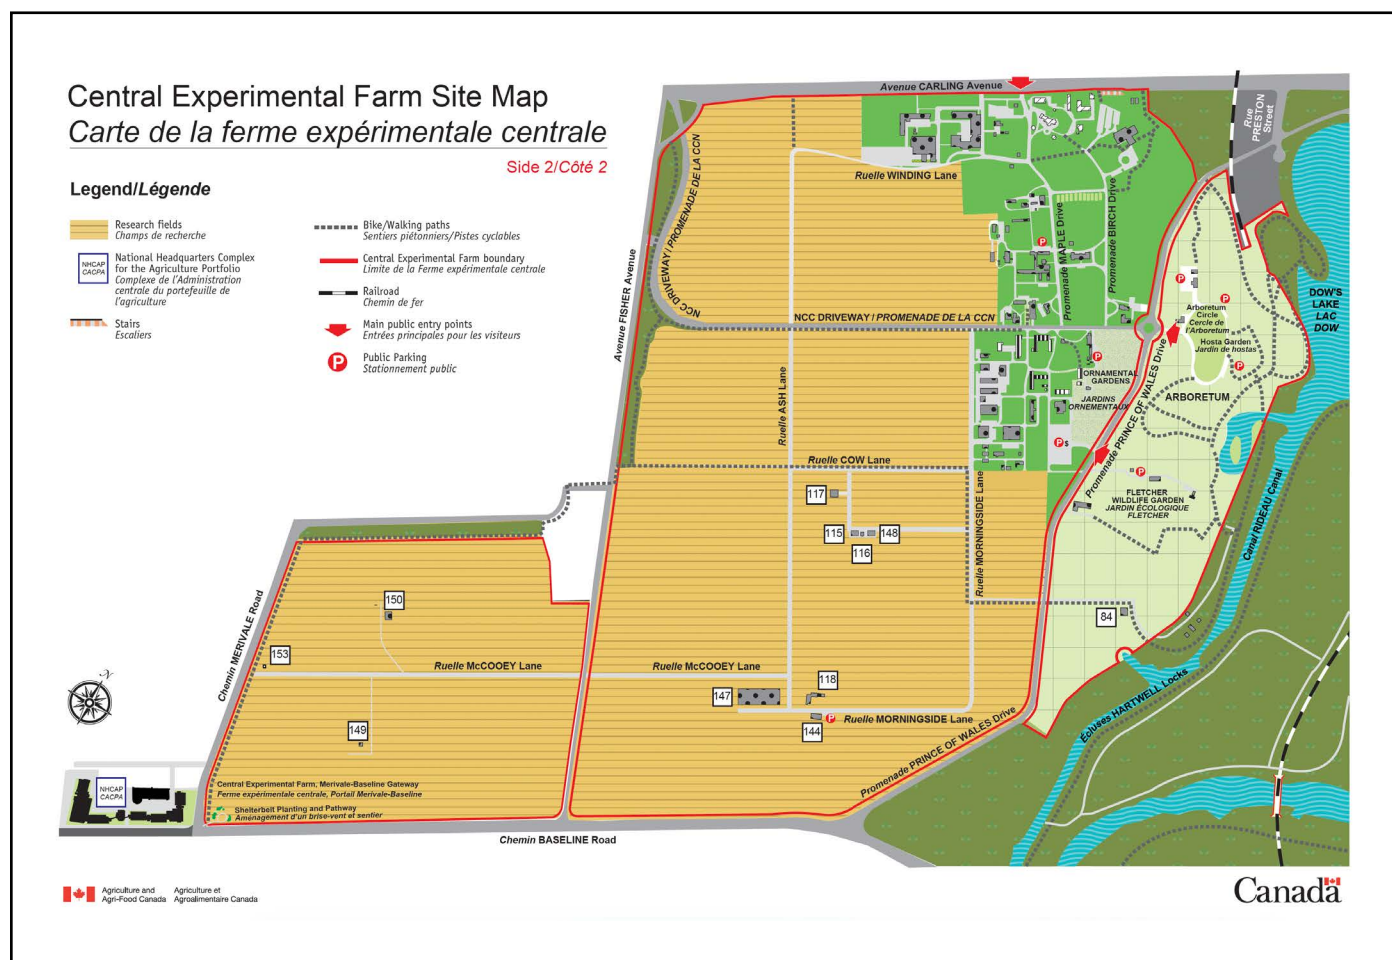 Central Experimental Farm Site Map
Carte de la ferme expérimentale centrale
Side 2/Côté 2
Legend/Légende
Research fields
Champs de recherche
NHCAP
CACPA
National Headquarters Complex
for the Agriculture Portfolio
Complexe de l'Administration
centrale du portefeuille de
l'agriculture
Stairs
Escaliers
Bike/Walking paths
Sentiers piétonniers/Pistes cyclables
Central Experimental Farm boundary
Limite de la Ferme expérimentale centrale
Railroad
Chemin de fer
Main public entry points
Entrées principales pour les visiteurs
P
Public Parking
Stationnement public
Avenue CARLING Avenue
Rue
PRESTON
Street
NCC DRIVEWAY / PROMENADE DE LA CCN
Ruelle WINDING Lane
Promenade MAPLE Drive
Promenade BIRCH Drive
P
Avenue FISHER Avenue
NCC DRIVEWAY / PROMENADE DE LA CCN
P
P
Arboretum
Circle
Cercle de
l'Arboretum
Hosta Garden
Jardin de hostas
P
DOW'S
LAKE
LAC
DOW
P
ORNAMENTAL
GARDENS
JARDINS
ORNEMENTAUX
ARBORETUM
Promenade PRINCE OF WALES Drive
Ruelle ASH Lane
P $
Ruelle COW Lane
P
FLETCHER
WILDLIFE GARDEN
JARDIN ÉCOLOGIQUE
FLETCHER
Canal RIDEAU Canal
Ruelle MORNINGSIDE Lane
117
115
148
116
84
150
153
Chemin MERIVALE Road
Ruelle McCOOEY Lane
Ruelle McCOOEY Lane
118
147
144
P
Ruelle MORNINGSIDE Lane
Écluses HARTWELL Locks
Promenade PRINCE OF WALES Drive
149
N
NHCAP
CACPA
Central Experimental Farm, Merivale-Baseline Gateway
Ferme expérimentale centrale, Portail Merivale-Baseline
Shelterbelt Planting and Pathway
Aménagement d'un brise-vent et sentier
Chemin BASELINE Road
Agriculture and
Agri-Food Canada
Agriculture et
Agroalimentaire Canada
Canada